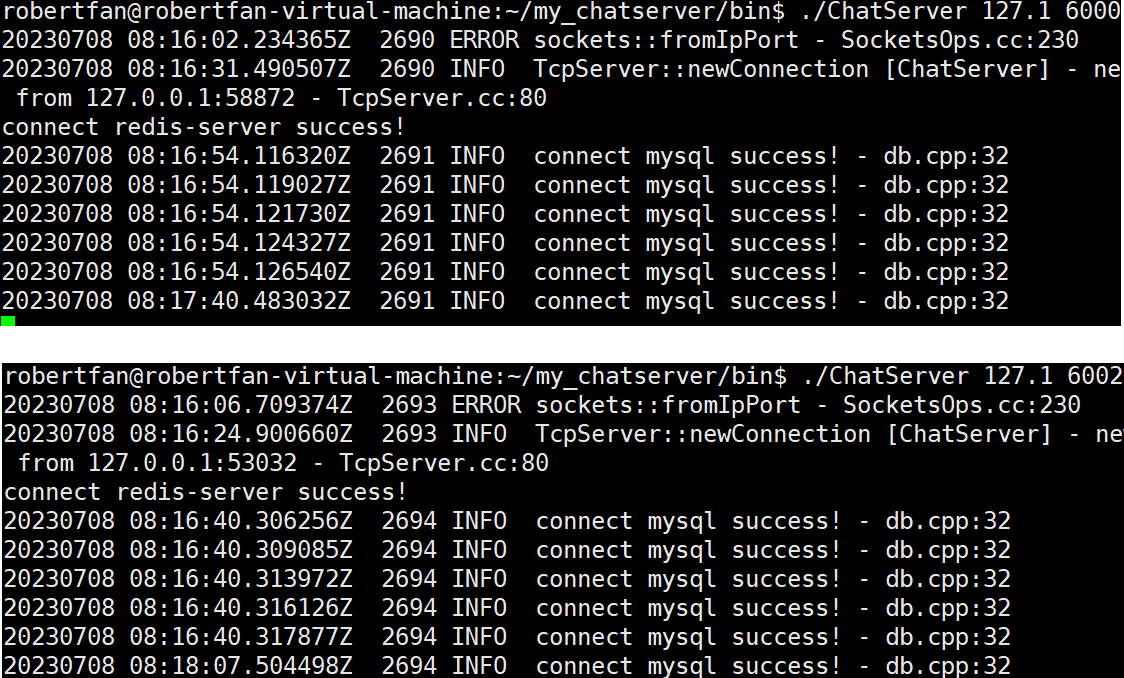 robertfan@robertfan-virtual-machine:~/my_chatserver/bin$ ./ChatServer 127.1 6000
20230708 08:16:02.234365Z  2690 ERROR sockets::fromIpPort - SocketsOps.cc:230
20230708 08:16:31.490507Z  2690 INFO  TcpServer::newConnection [ChatServer] - ne
 from 127.0.0.1:58872 - TcpServer.cc:80
connect redis-server success!
20230708 08:16:54.116320Z  2691 INFO  connect mysql success! - db.cpp:32
20230708 08:16:54.119027Z  2691 INFO  connect mysql success! - db.cpp:32
20230708 08:16:54.121730Z  2691 INFO  connect mysql success! - db.cpp:32
20230708 08:16:54.124327Z  2691 INFO  connect mysql success! - db.cpp:32
20230708 08:16:54.126540Z  2691 INFO  connect mysql success! - db.cpp:32
20230708 08:17:40.483032Z  2691 INFO  connect mysql success! - db.cpp:32
robertfan@robertfan-virtual-machine:~/my_chatserver/bin$ ./ChatServer 127.1 6002
20230708 08:16:06.709374Z  2693 ERROR sockets::fromIpPort - SocketsOps.cc:230
20230708 08:16:24.900660Z  2693 INFO  TcpServer::newConnection [ChatServer] - new
 from 127.0.0.1:53032 - TcpServer.cc:80
connect redis-server success!
20230708 08:16:40.306256Z  2694 INFO  connect mysql success! - db.cpp:32
20230708 08:16:40.309085Z  2694 INFO  connect mysql success! - db.cpp:32
20230708 08:16:40.313972Z  2694 INFO  connect mysql success! - db.cpp:32
20230708 08:16:40.316126Z  2694 INFO  connect mysql success! - db.cpp:32
20230708 08:16:40.317877Z  2694 INFO  connect mysql success! - db.cpp:32
20230708 08:18:07.504498Z  2694 INFO  connect mysql success! - db.cpp:32